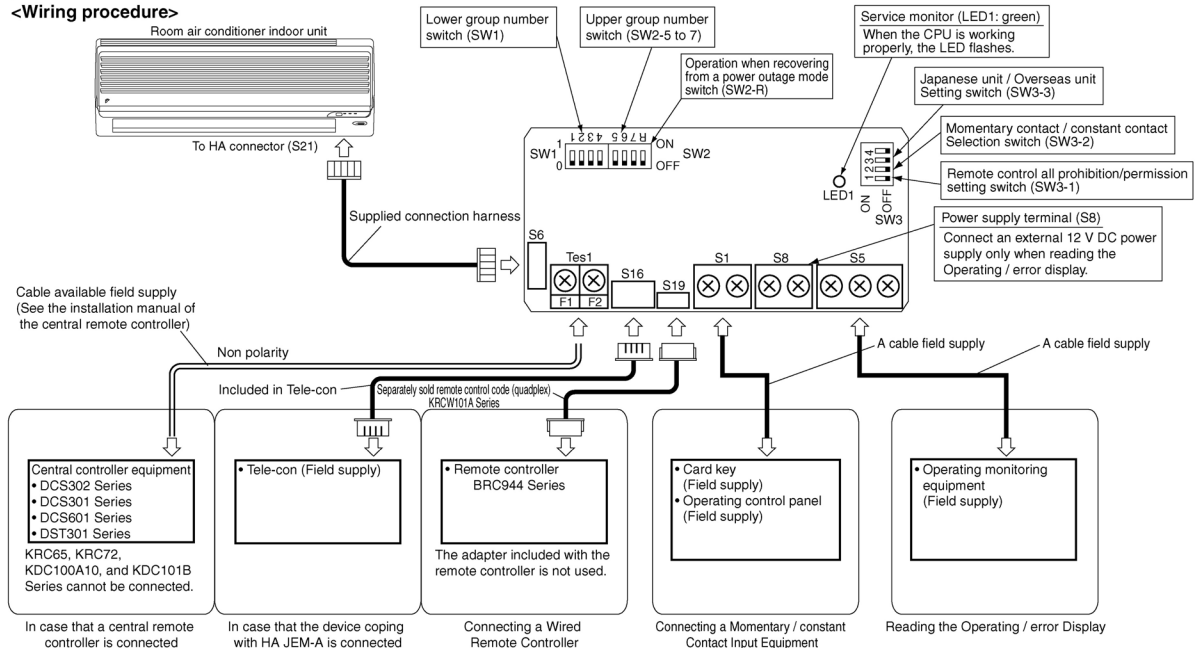 <Wiring procedure>
Room air conditioner indoor unit
To HA connector (S21)
Supplied connection harness
Lower group number
switch (SW1)
Upper group number
switch (SW2-5 to 7)
Operation when recovering
from a power outage mode
switch (SW2-R)
Service monitor (LED1: green)
When the CPU is working
properly, the LED flashes.
Japanese unit / Overseas unit
Setting switch (SW3-3)
Momentary contact / constant contact
Selection switch (SW3-2)
Remote control all prohibition/permission
setting switch (SW3-1)
Power supply terminal (S8)
Connect an external 12 V DC power
supply only when reading the
Operating / error display.
1 2 3 4 5 6 7 R
SW1
1
0
ON
OFF
SW2
LED1
1 2 3 4
ON
OFF
SW3
S6
Tes1
F1 F2
S16
S19
S1
S8
S5
Cable available field supply
(See the installation manual of
the central remote controller)
Non polarity
Included in Tele-con
Separately sold remote control code (quadplex)
KRCW101A Series
A cable field supply
A cable field supply
Central controller equipment
• DCS302 Series
• DCS301 Series
• DCS601 Series
• DST301 Series
KRC65, KRC72,
KDC100A10, and KDC101B
Series cannot be connected.
In case that a central remote
controller is connected
• Tele-con (Field supply)
In case that the device coping
with HA JEM-A is connected
• Remote controller
BRC944 Series
The adapter included with the
remote controller is not used.
Connecting a Wired
Remote Controller
• Card key
(Field supply)
• Operating control panel
(Field supply)
Connecting a Momentary / constant
Contact Input Equipment
• Operating monitoring
equipment
(Field supply)
Reading the Operating / error Display